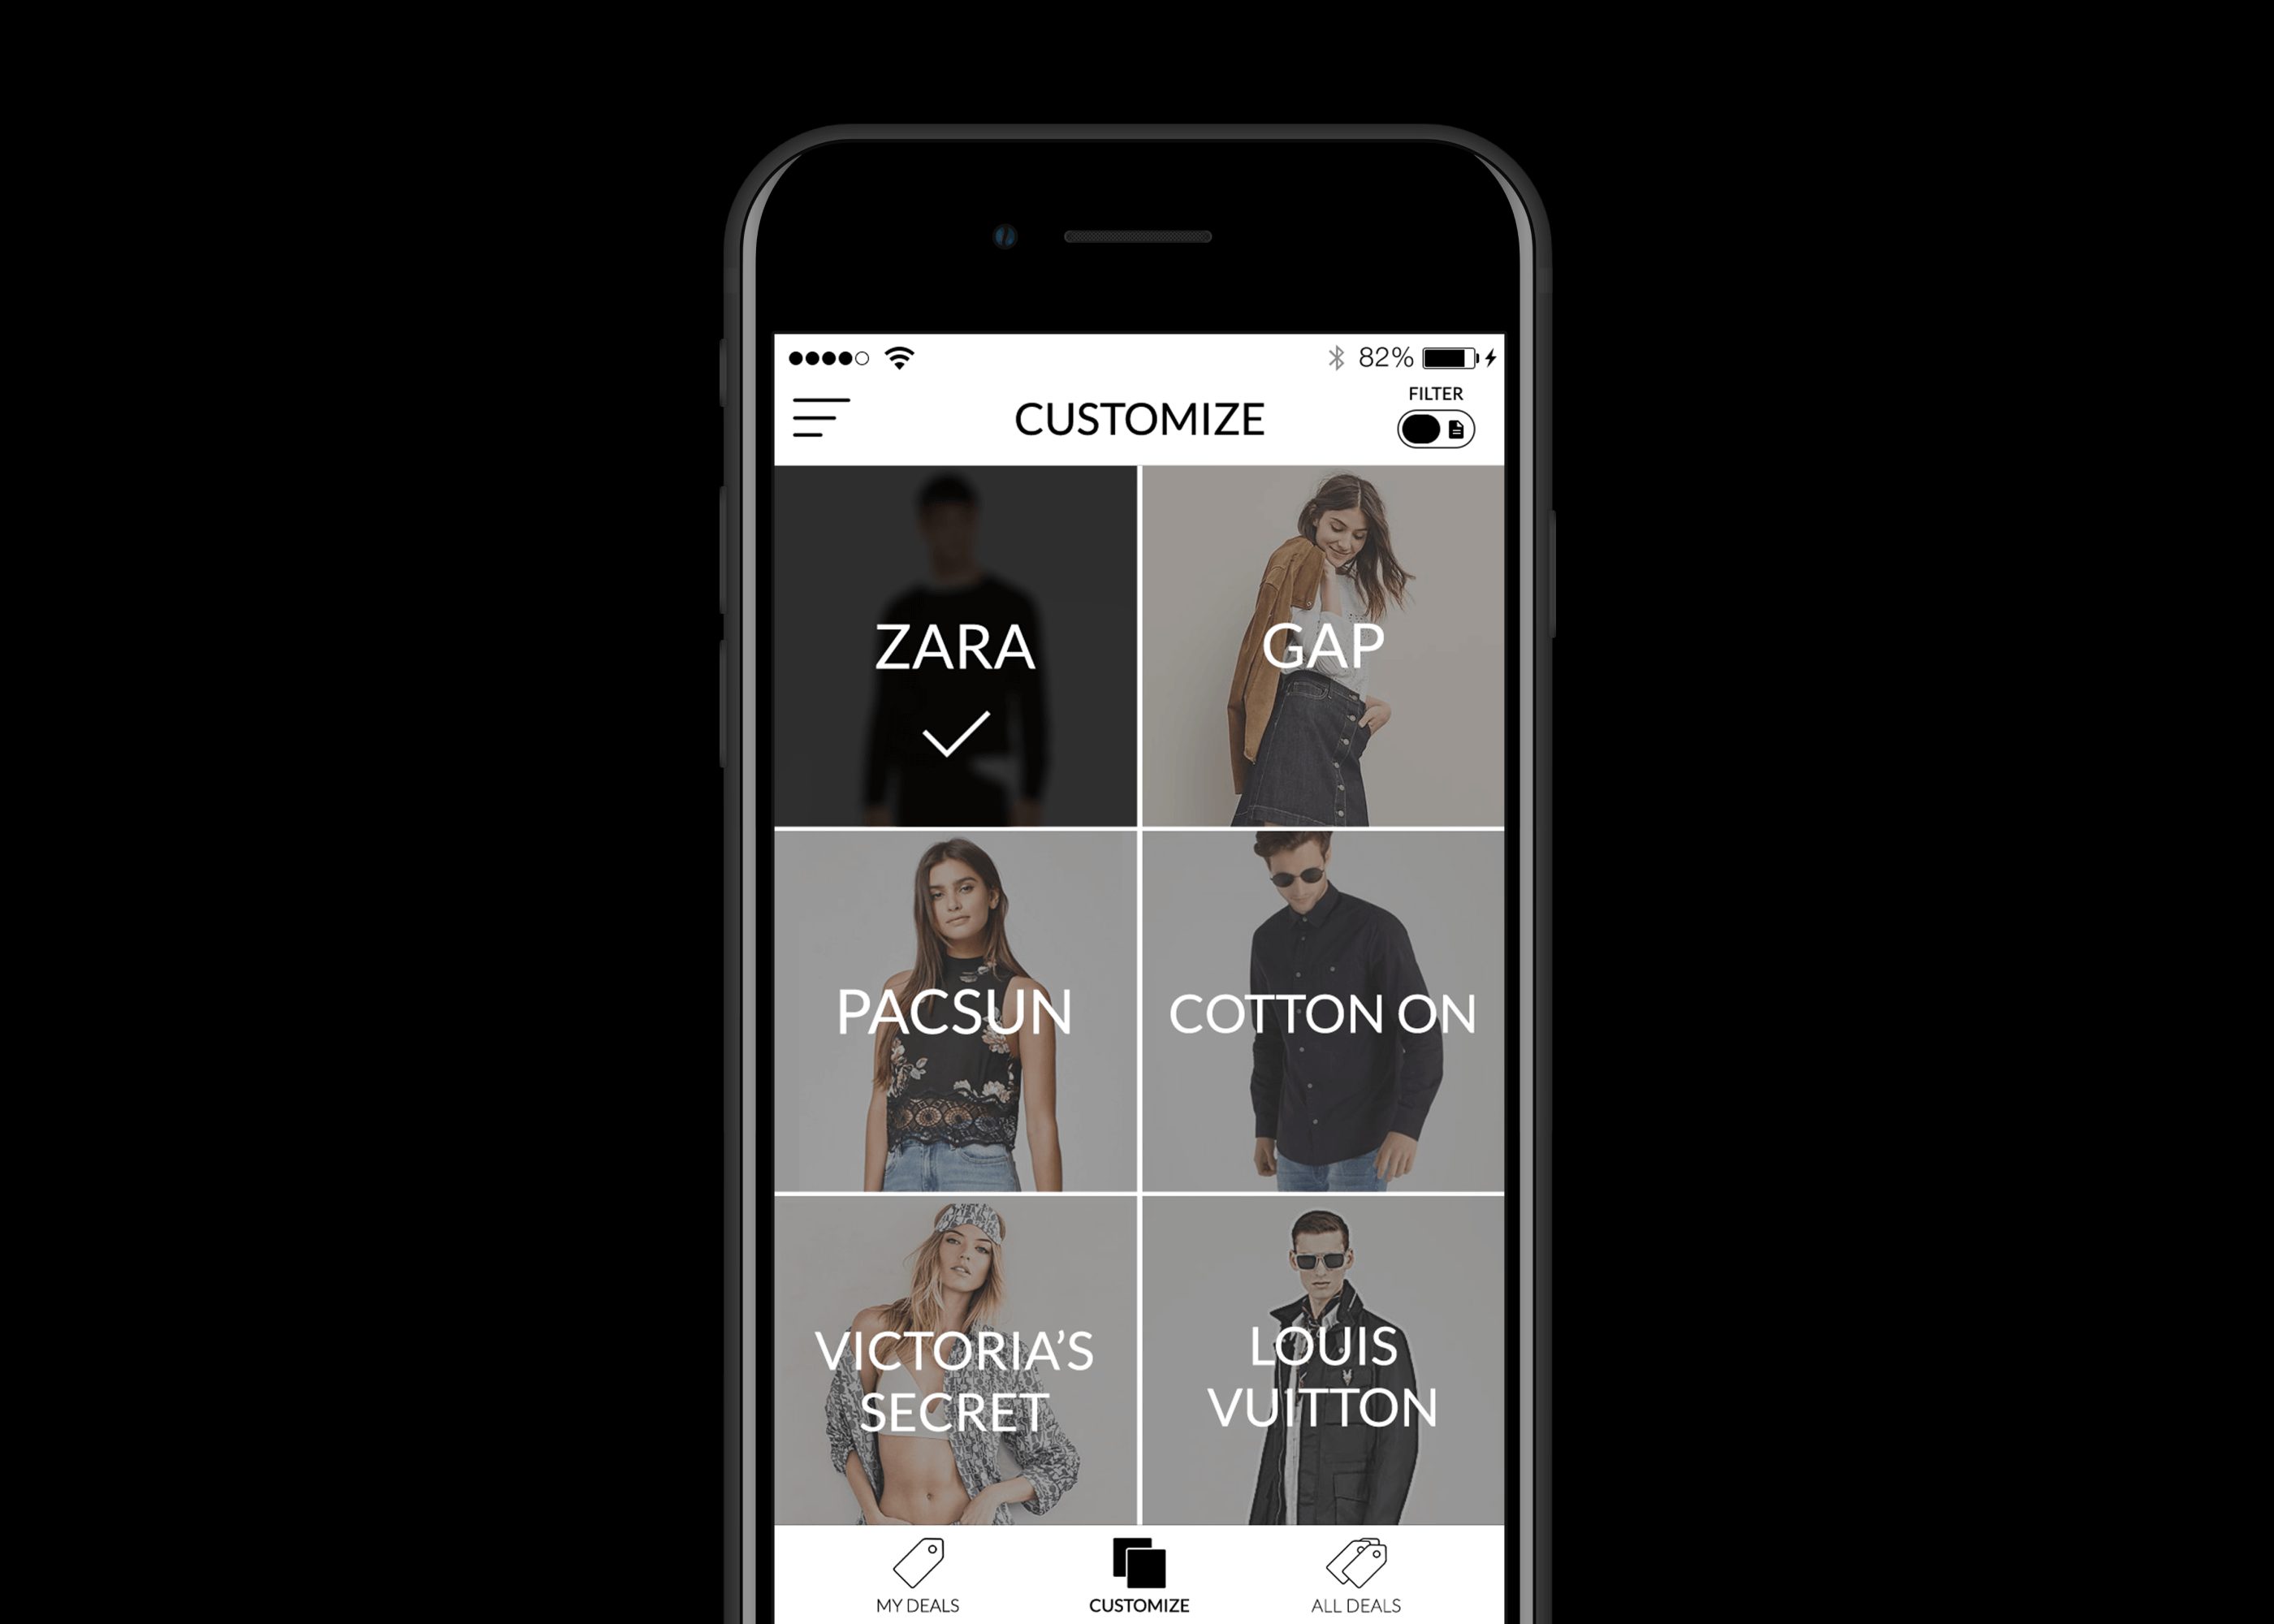 82%
FILTER
CUSTOMIZE
ZARA
GAP
PACSUN
COTTON ON
VICTORIA'S
SECRET
LOUIS
VUITTON
MY DEALS
CUSTOMIZE
ALL DEALS